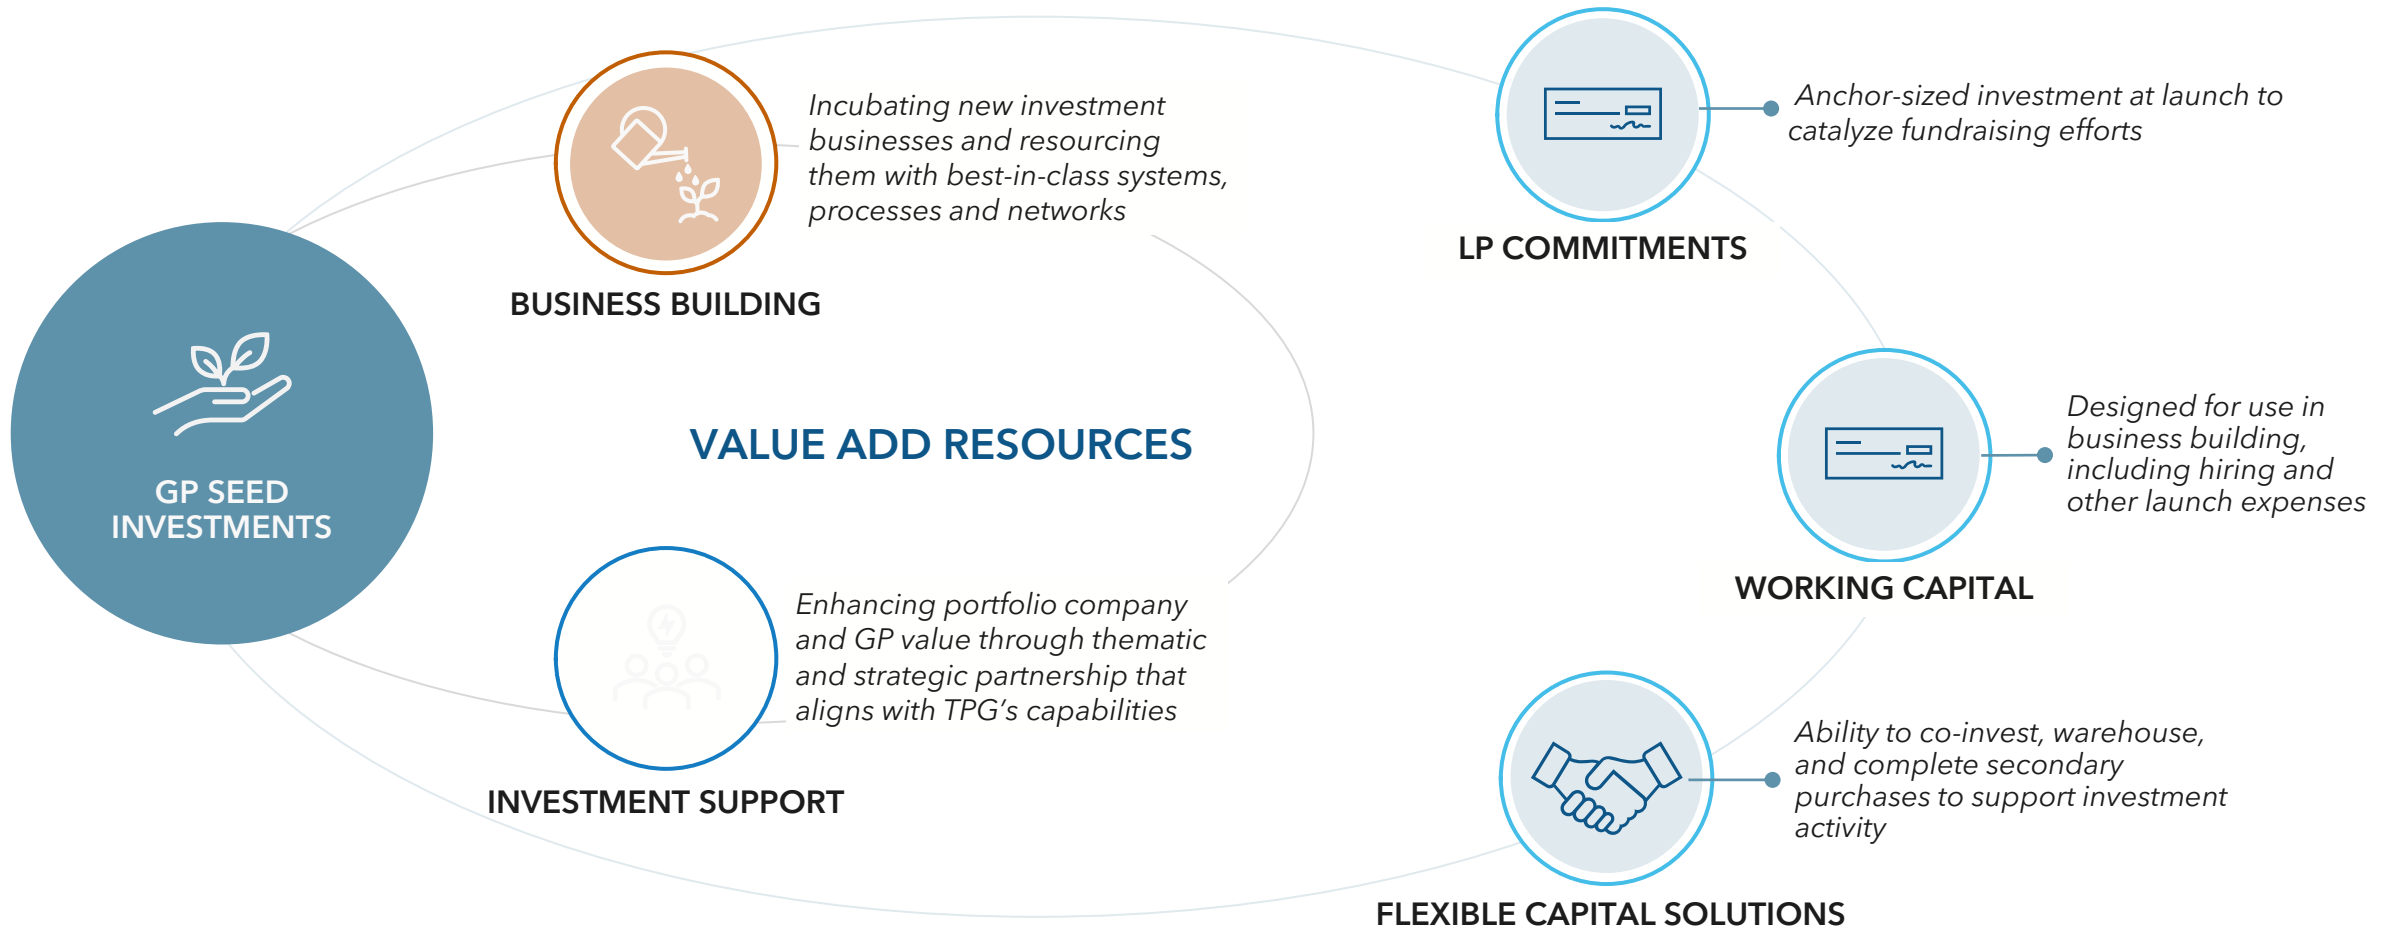 GP SEED
INVESTMENTS
Incubating new investment
businesses and resourcing
them with best-in-class systems,
processes and networks
BUSINESS BUILDING
VALUE ADD RESOURCES
Enhancing portfolio company
and GP value through thematic
and strategic partnership that
aligns with TPG’s capabilities
INVESTMENT SUPPORT
Anchor-sized investment at launch to
catalyze fundraising efforts
LP COMMITMENTS
Designed for use in
business building,
including hiring and
other launch expenses
WORKING CAPITAL
Ability to co-invest, warehouse,
and complete secondary
purchases to support investment
activity
FLEXIBLE CAPITAL SOLUTIONS